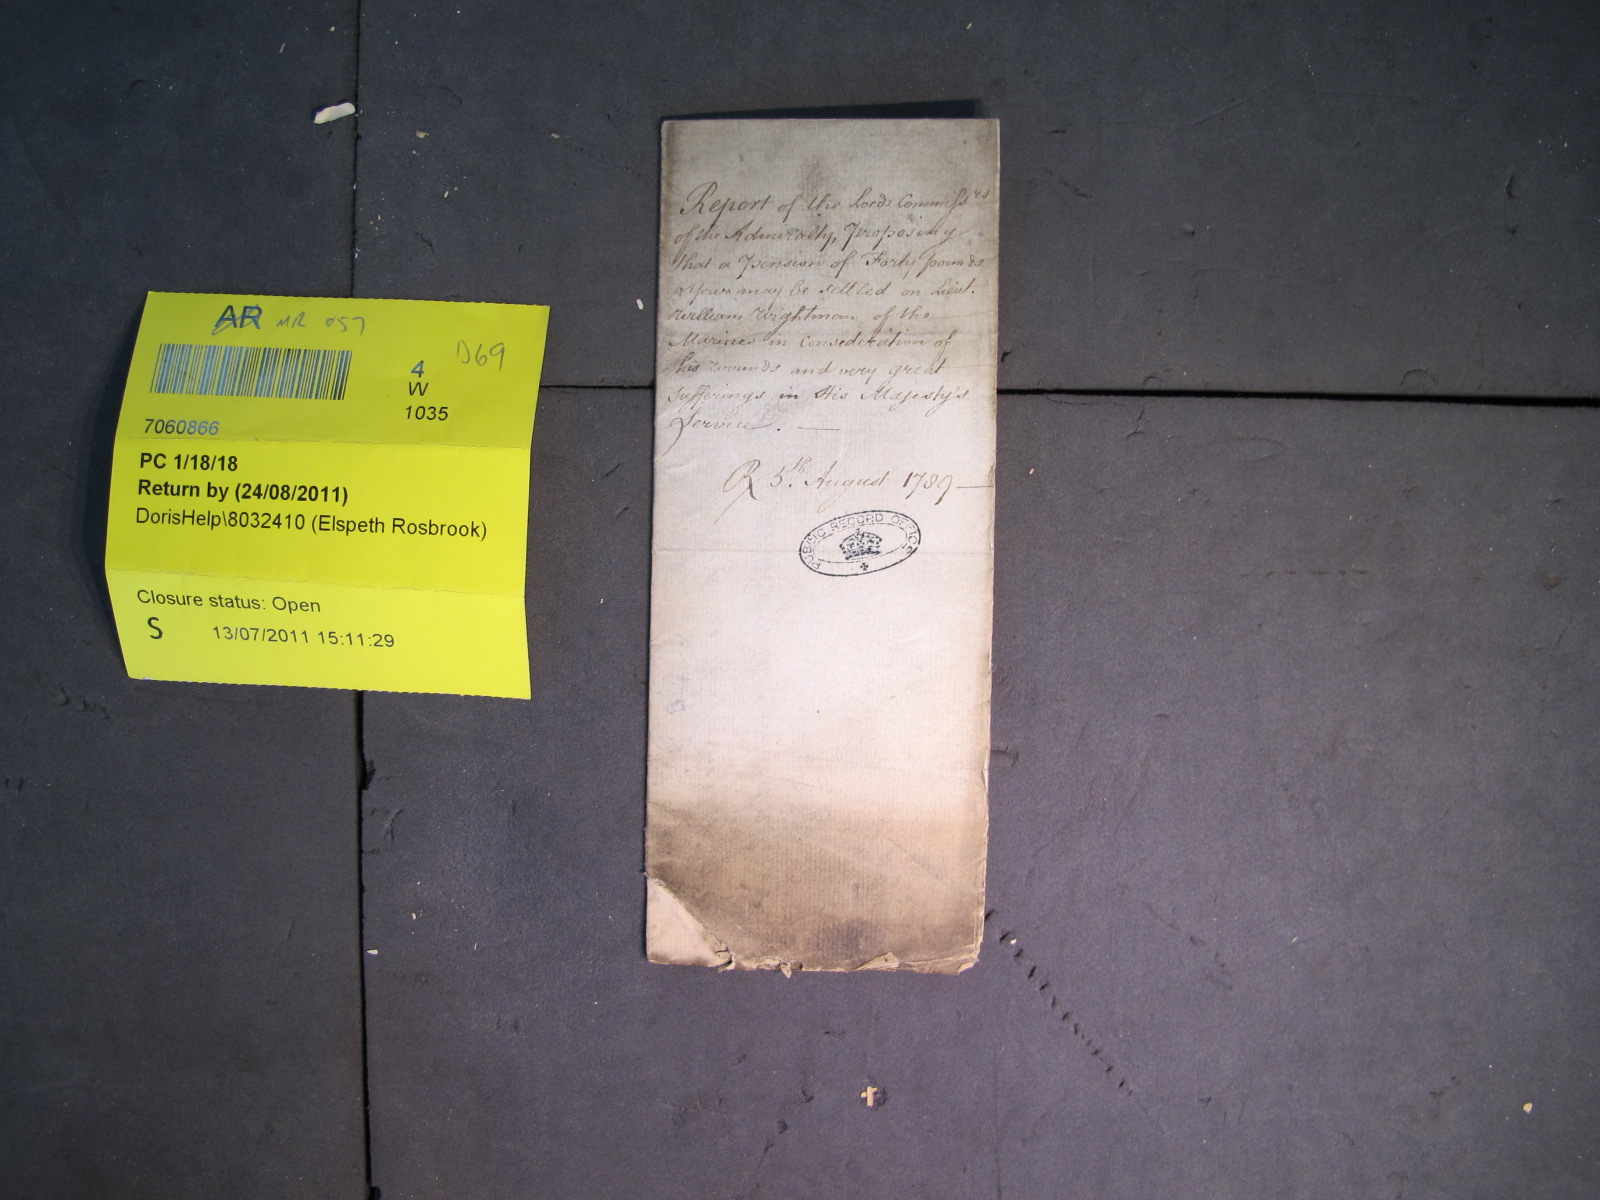 AR MR 057
D69
4
W
1035
7060866
PC 1/18/18
Return by (24/08/2011)
DorisHelp\8032410 (Elspeth Rosbrook)
Closure status: Open
S 13/07/2011 15:11:29
Report of the Lords Commissrs
of the Admiralty, Proposing
that a Pension of Forty pounds
a Year may be settled on Lieut.
William Wightman of the
Marines in Consideration of
his wounds and very great
Sufferings in His Majesty's
Service. —
R 5th August 1789 —
PUBLIC RECORD OFFICE